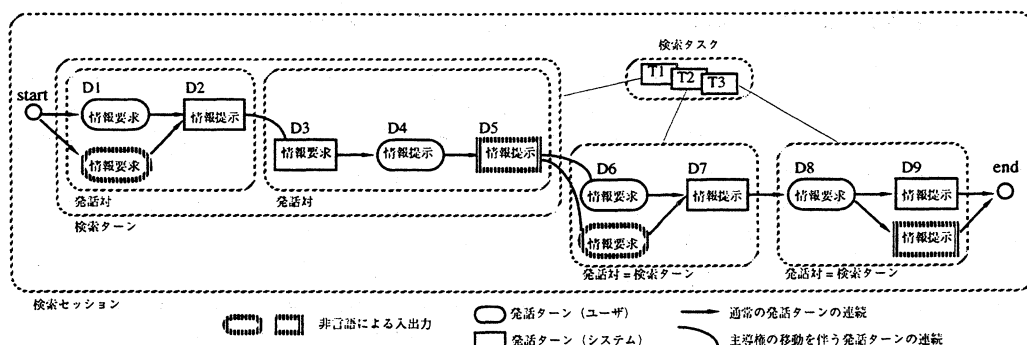 検索タスク
T1
T2
T3
start
D1
情報要求
情報要求
D2
情報提示
D3
情報要求
D4
情報提示
D5
情報提示
発話対
発話対
検索ターン
D6
情報要求
情報要求
D7
情報提示
発話対 = 検索ターン
D8
情報要求
D9
情報提示
情報提示
end
発話対 = 検索ターン
検索セッション
非言語による入出力
発話ターン (ユーザ)
発話ターン (システム)
通常の発話ターンの連続
主導権の移動を伴う発話ターンの連続